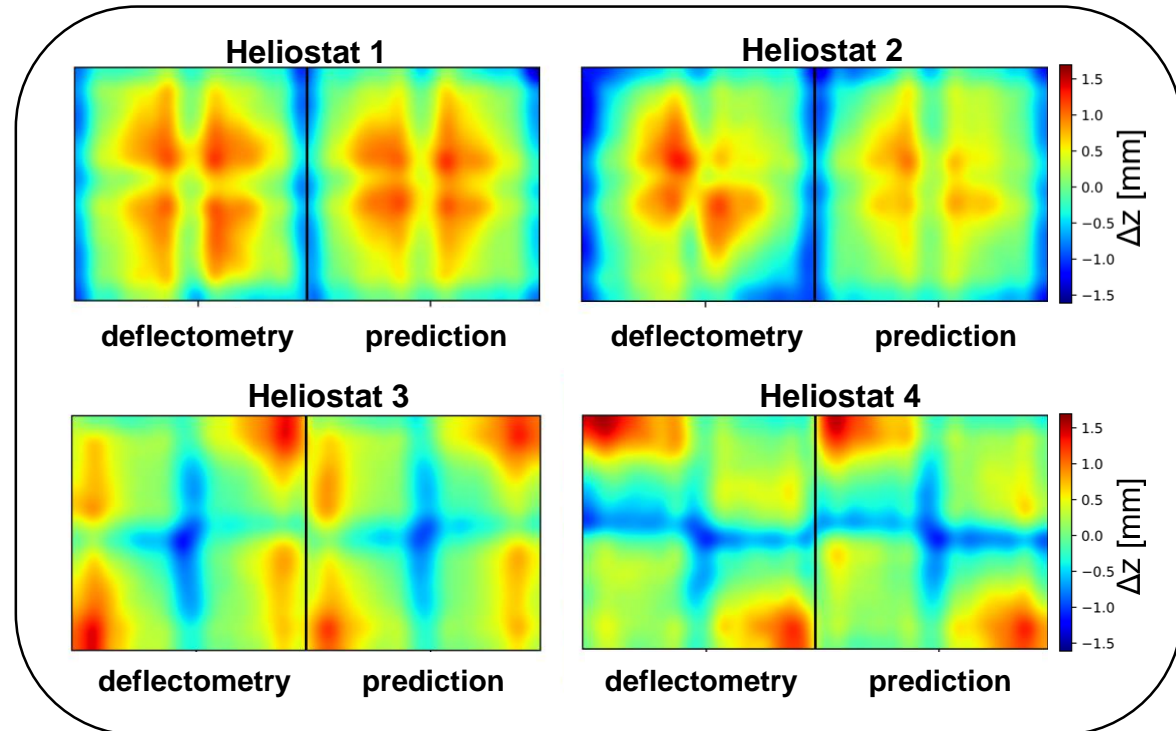 Heliostat 1
Heliostat 2
1.5
1.0
0.5
0.0
−0.5
−1.0
−1.5
Δz [mm]
deflectometry
prediction
deflectometry
prediction
Heliostat 3
Heliostat 4
1.5
1.0
0.5
0.0
−0.5
−1.0
−1.5
Δz [mm]
deflectometry
prediction
deflectometry
prediction